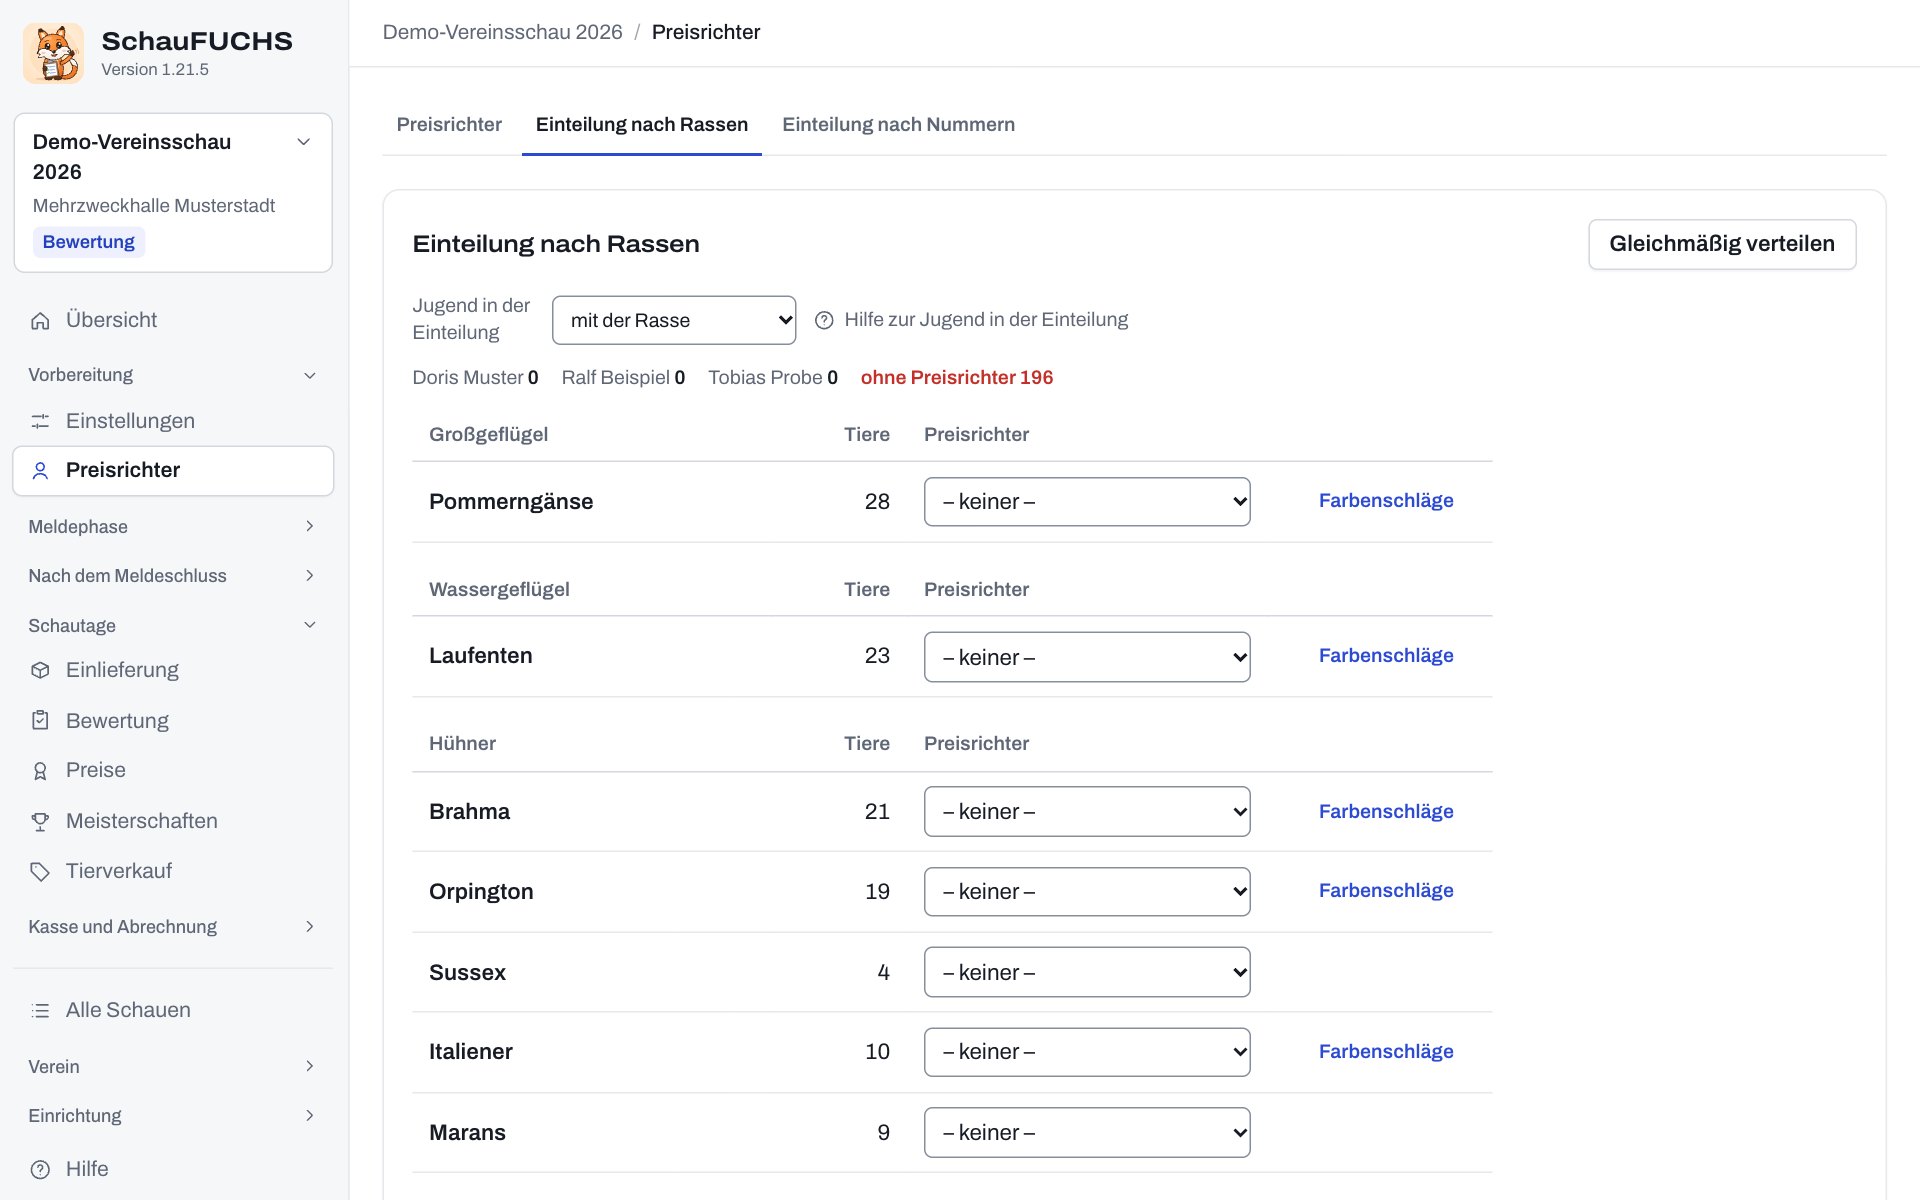 SchauFUCHS
Version 1.21.5
Demo-Vereinsschau
2026
Mehrzweckhalle Musterstadt
Bewertung
Übersicht
Vorbereitung
Einstellungen
Preisrichter
Meldephase
Nach dem Meldeschluss
Schautage
Einlieferung
Bewertung
Preise
Meisterschaften
Tierverkauf
Kasse und Abrechnung
Alle Schauen
Verein
Einrichtung
Hilfe
Demo-Vereinsschau 2026 / Preisrichter
Preisrichter Einteilung nach Rassen Einteilung nach Nummern
Einteilung nach Rassen Gleichmäßig verteilen
Jugend in der
Einteilung
mit der Rasse Hilfe zur Jugend in der Einteilung
Doris Muster 0 Ralf Beispiel 0 Tobias Probe 0 ohne Preisrichter 196
Großgeflügel Tiere Preisrichter
Pommerngänse 28 – keiner – Farbenschläge
Wassergeflügel Tiere Preisrichter
Laufenten 23 – keiner – Farbenschläge
Hühner Tiere Preisrichter
Brahma 21 – keiner – Farbenschläge
Orpington 19 – keiner – Farbenschläge
Sussex 4 – keiner –
Italiener 10 – keiner – Farbenschläge
Marans 9 – keiner –